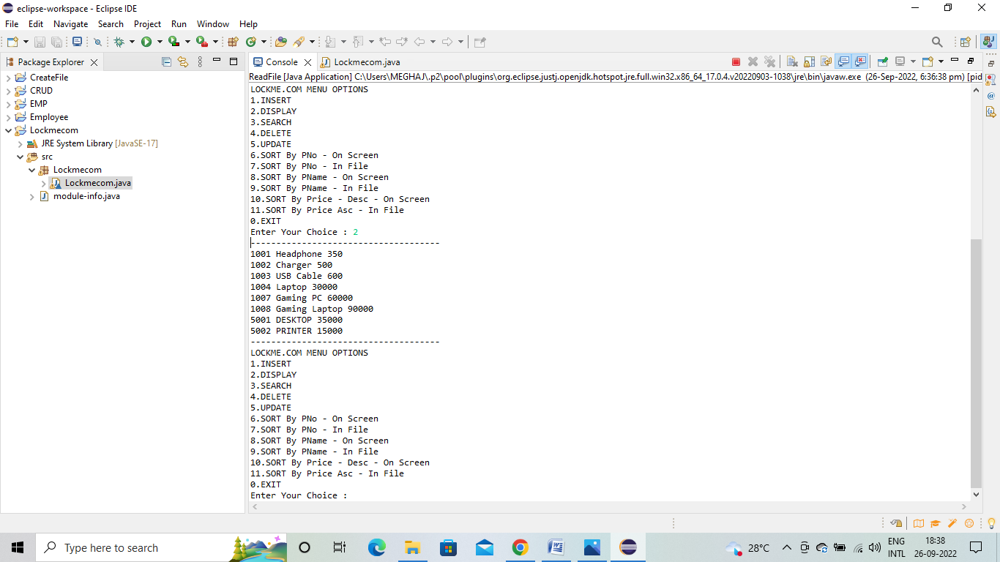 eclipse-workspace - Eclipse IDE
File Edit Navigate Search Project Run Window Help
Package Explorer
CreateFile
CRUD
EMP
Employee
Lockmecom
JRE System Library [JavaSE-17]
src
Lockmecom
Lockmecom.java
module-info.java
Console Lockmecom.java
ReadFile [Java Application] C:\Users\MEGHAJ\.p2\pool\plugins\org.eclipse.justj.openjdk.hotspot.jre.full.win32.x86_64_17.0.4.v20220903-1038\jre\bin\javaw.exe (26-Sep-2022, 6:36:38 pm) [pid
LOCKME.COM MENU OPTIONS
1.INSERT
2.DISPLAY
3.SEARCH
4.DELETE
5.UPDATE
6.SORT By PNo - On Screen
7.SORT By PNo - In File
8.SORT By PName - On Screen
9.SORT By PName - In File
10.SORT By Price - Desc - On Screen
11.SORT By Price Asc - In File
0.EXIT
Enter Your Choice : 2
-------------------------------------
1001 Headphone 350
1002 Charger 500
1003 USB Cable 600
1004 Laptop 30000
1007 Gaming PC 60000
1008 Gaming Laptop 90000
5001 DESKTOP 35000
5002 PRINTER 15000
-------------------------------------
LOCKME.COM MENU OPTIONS
1.INSERT
2.DISPLAY
3.SEARCH
4.DELETE
5.UPDATE
6.SORT By PNo - On Screen
7.SORT By PNo - In File
8.SORT By PName - On Screen
9.SORT By PName - In File
10.SORT By Price - Desc - On Screen
11.SORT By Price Asc - In File
0.EXIT
Enter Your Choice :
Type here to search
28°C
ENG
INTL
18:38
26-09-2022